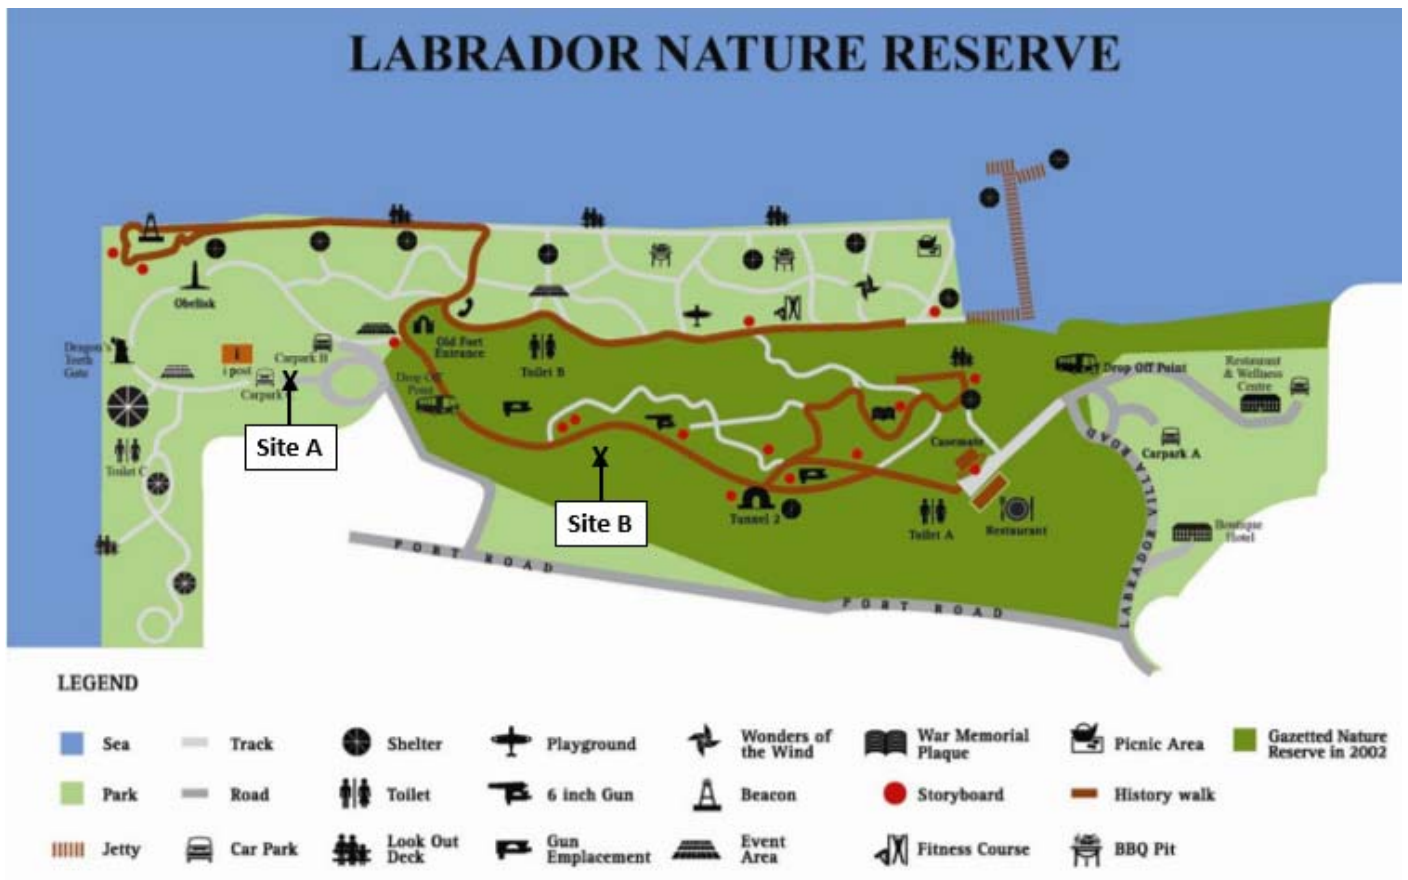 LABRADOR NATURE RESERVE
Obelisk
Dragon's
Teeth
Gate
i
i post
Carpark B
Carpark
Old Fort
Entrance
Toilet B
Drop Off
Point
Site A
Toilet C
Site B
Tunnel 2
Casemate
Toilet A
Restaurant
Drop Off Point
Restaurant
& Wellness
Centre
Carpark A
Boutique
Hotel
LABRADOR VILLA ROAD
PORT ROAD
PORT ROAD
LEGEND
Sea
Track
Shelter
Playground
Wonders of
the Wind
War Memorial
Plaque
Picnic Area
Gazetted Nature
Reserve in 2002
Park
Road
Toilet
6 inch Gun
Beacon
Storyboard
History walk
Jetty
Car Park
Look Out
Deck
Gun
Emplacement
Event
Area
Fitness Course
BBQ Pit